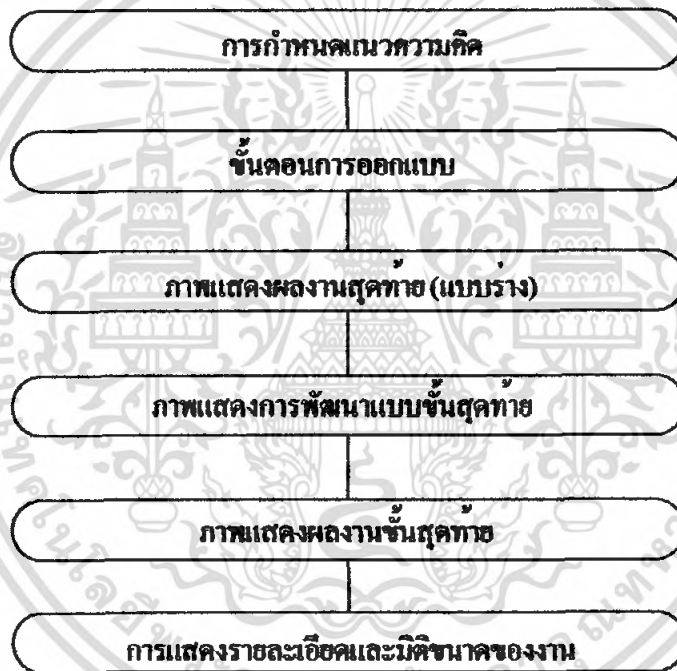 การกำหนดแนวความคิด
ขั้นตอนการออกแบบ
ภาพแสดงผลงานสุดท้าย (แบบร่าง)
ภาพแสดงการพัฒนาแบบขั้นสุดท้าย
ภาพแสดงผลงานขั้นสุดท้าย
การแสดงรายละเอียดและมิติขนาดของงาน